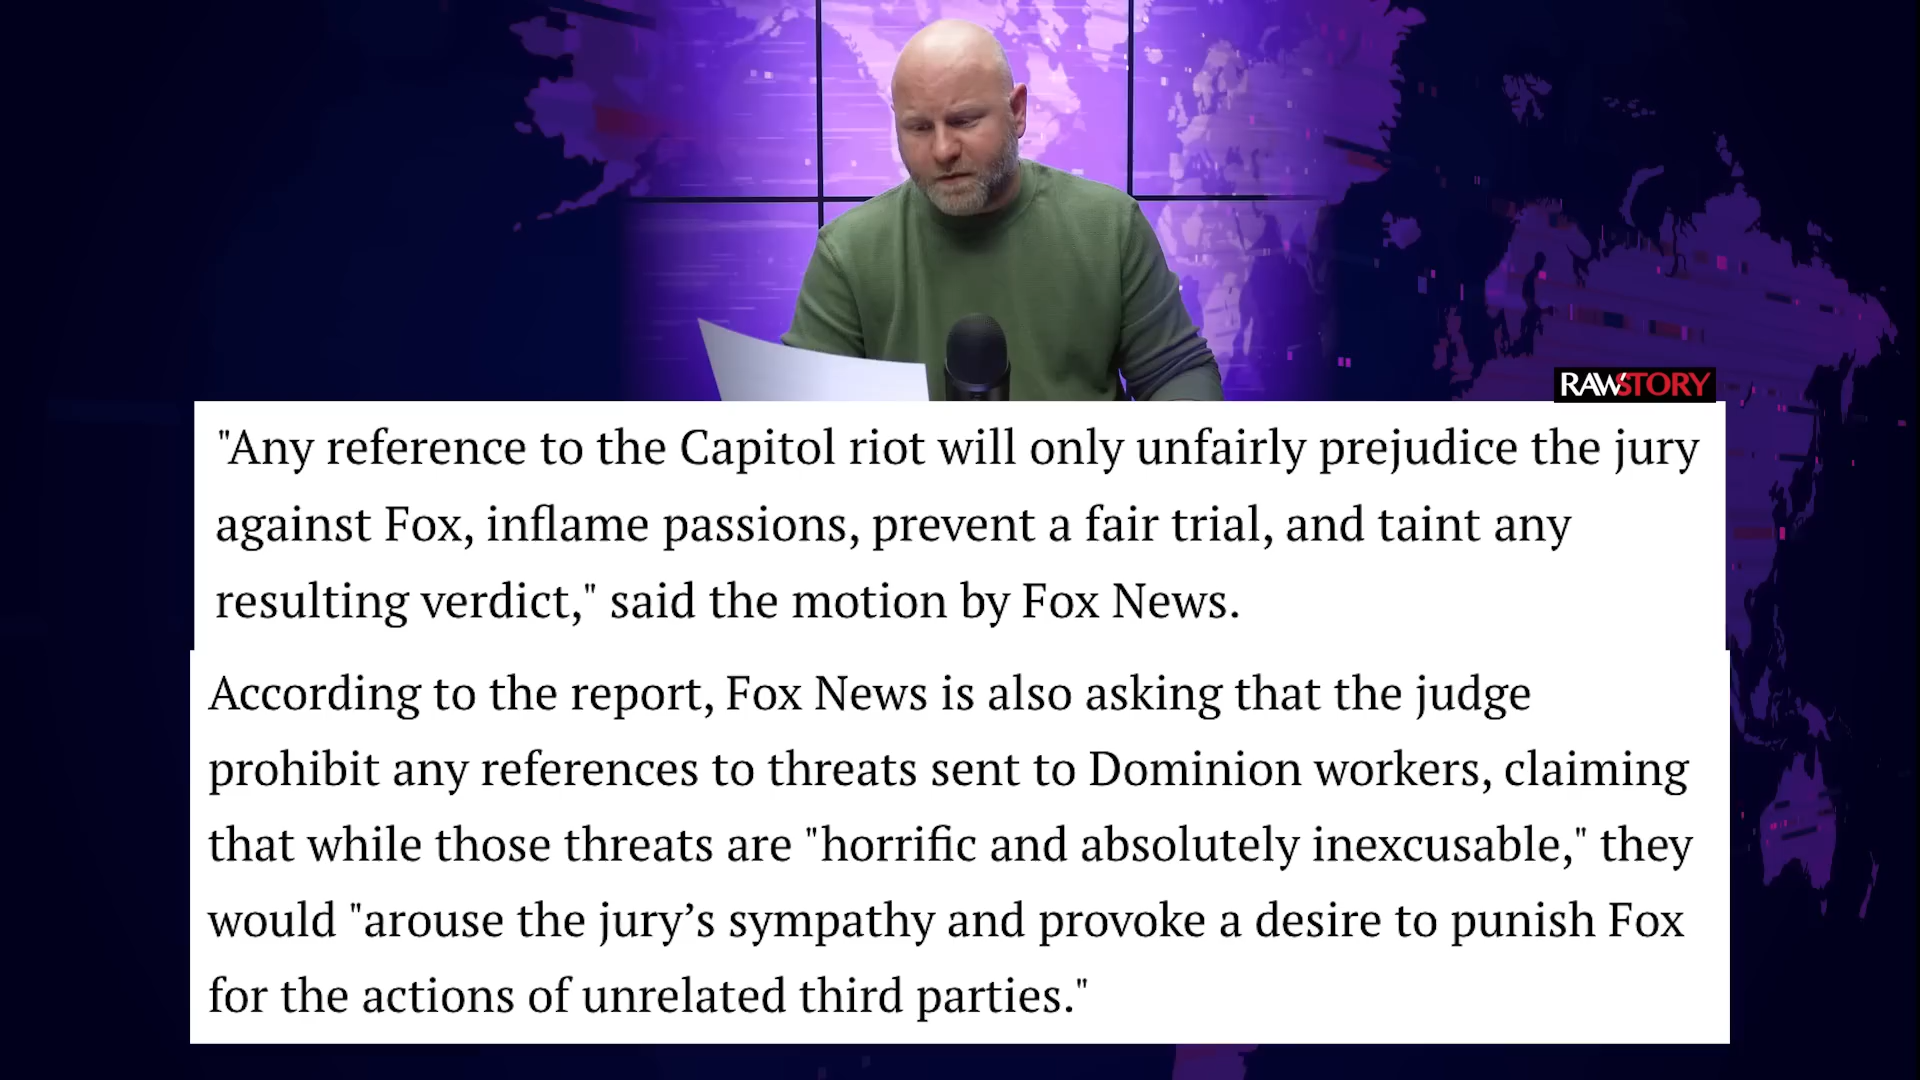 RAWSTORY
"Any reference to the Capitol riot will only unfairly prejudice the jury
against Fox, inflame passions, prevent a fair trial, and taint any
resulting verdict," said the motion by Fox News.
According to the report, Fox News is also asking that the judge
prohibit any references to threats sent to Dominion workers, claiming
that while those threats are "horrific and absolutely inexcusable," they
would "arouse the jury’s sympathy and provoke a desire to punish Fox
for the actions of unrelated third parties."